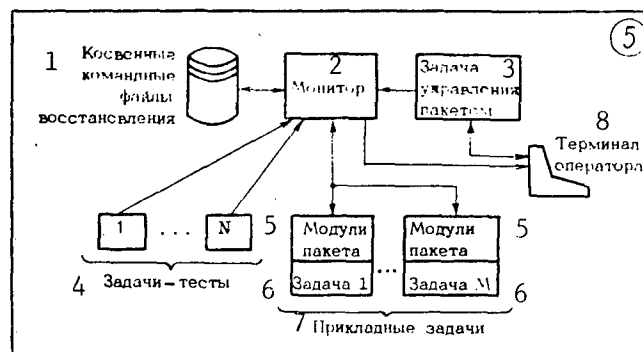 5
1 Косвенные
командные
файлы
восстановления
2
Монитор
Задача 3
управления
пакетом
8
Терминал
оператора
1 ... N 5
4 Задачи-тесты
Модули
пакета
6 Задача 1
...
Модули 5
пакета
Задача M 6
7 Прикладные задачи